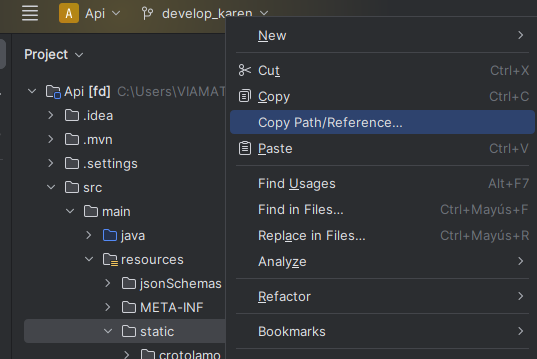 A Api develop_karen
Project
Api [fd] C:\Users\VIAMAT
.idea
.mvn
.settings
src
main
java
resources
jsonSchemas
META-INF
static
crotolamo
New
Cut Ctrl+X
Copy Ctrl+C
Copy Path/Reference...
Paste Ctrl+V
Find Usages Alt+F7
Find in Files... Ctrl+Mayús+F
Replace in Files... Ctrl+Mayús+R
Analyze
Refactor
Bookmarks